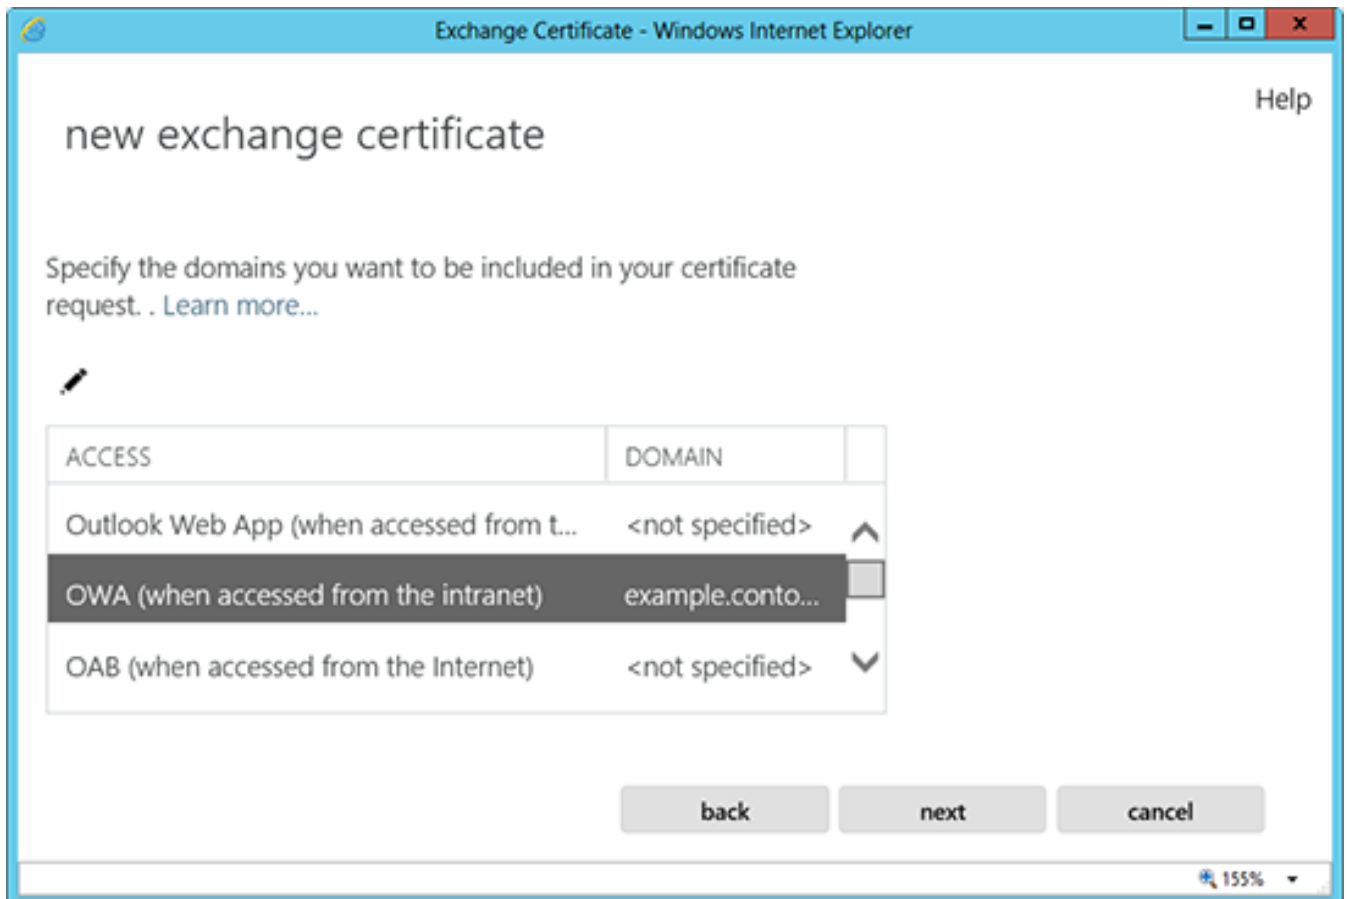 Exchange Certificate - Windows Internet Explorer
Help
new exchange certificate
Specify the domains you want to be included in your certificate
request. . Learn more...
ACCESS DOMAIN
Outlook Web App (when accessed from t... <not specified>
OWA (when accessed from the intranet) example.conto...
OAB (when accessed from the Internet) <not specified>
back next cancel
155%